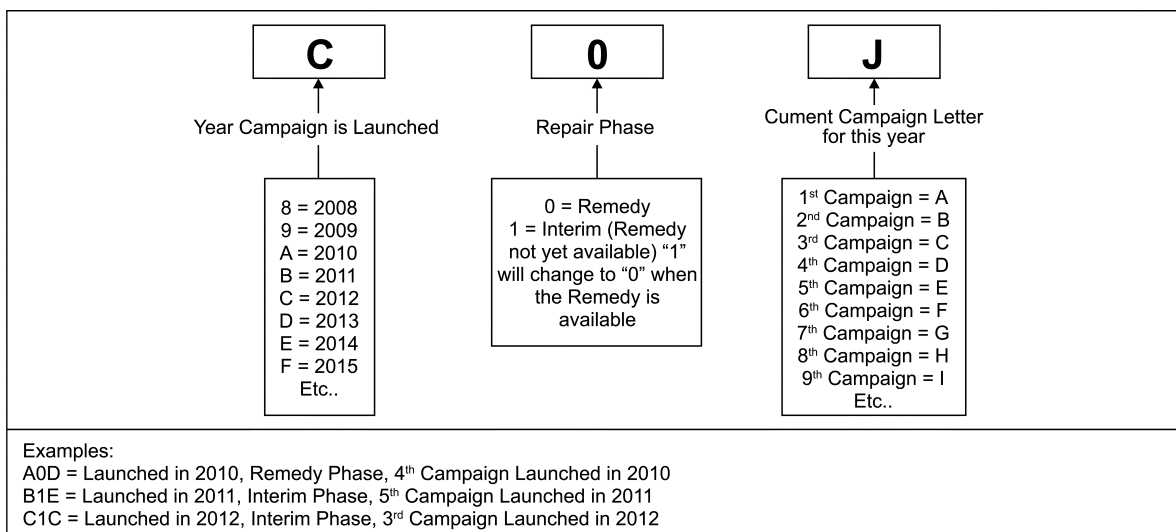 C
0
J
Year Campaign is Launched
Repair Phase
Cument Campaign Letter
for this year
8 = 2008
9 = 2009
A = 2010
B = 2011
C = 2012
D = 2013
E = 2014
F = 2015
Etc..
0 = Remedy
1 = Interim (Remedy
not yet available) “1”
will change to “0” when
the Remedy is
available
1st Campaign = A
2nd Campaign = B
3rd Campaign = C
4th Campaign = D
5th Campaign = E
6th Campaign = F
7th Campaign = G
8th Campaign = H
9th Campaign = I
Etc..
Examples:
A0D = Launched in 2010, Remedy Phase, 4th Campaign Launched in 2010
B1E = Launched in 2011, Interim Phase, 5th Campaign Launched in 2011
C1C = Launched in 2012, Interim Phase, 3rd Campaign Launched in 2012